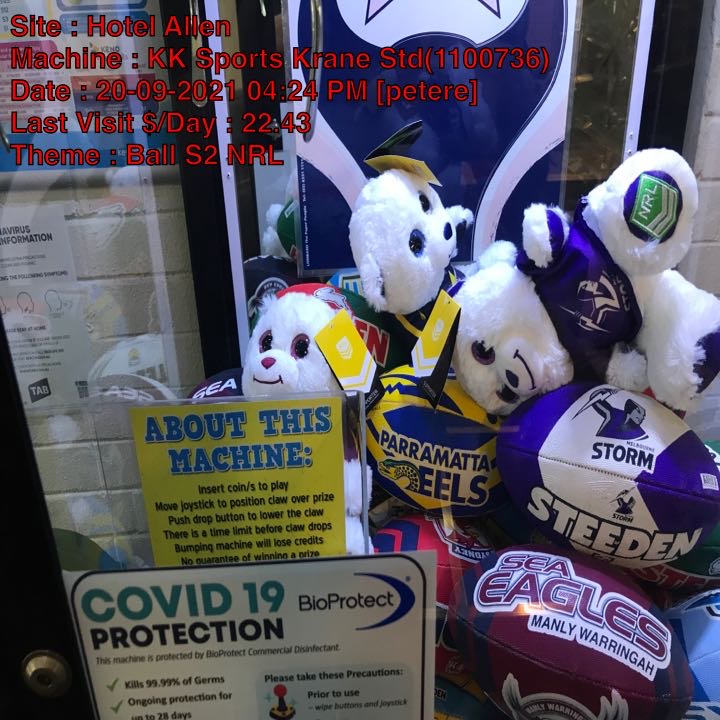 Site : Hotel Allen
Machine : KK Sports Krane Std(1100736)
Date : 20-09-2021 04:24 PM [petere]
Last Visit $/Day : 22.43
Theme : Ball S2 NRL
KENO
NFORMATION
TAB
SEA
NRL
PARRAMATTA
EELS
MELBOURNE
STORM
STORM
STEEDEN
SEA
EAGLES
MANLY WARRINGAH
ABOUT THIS
MACHINE:
Insert coin/s to play
Move joystick to position claw over prize
Push drop button to lower the claw
There is a time limit before claw drops
Bumping machine will lose credits
No guarantee of winning a prize
COVID 19
PROTECTION
BioProtect
This machine is protected by BioProtect Commercial Disinfectant.
Kills 99.99% of Germs
Ongoing protection for
up to 28 days
Please take these Precautions:
Prior to use
– wipe buttons and joystick